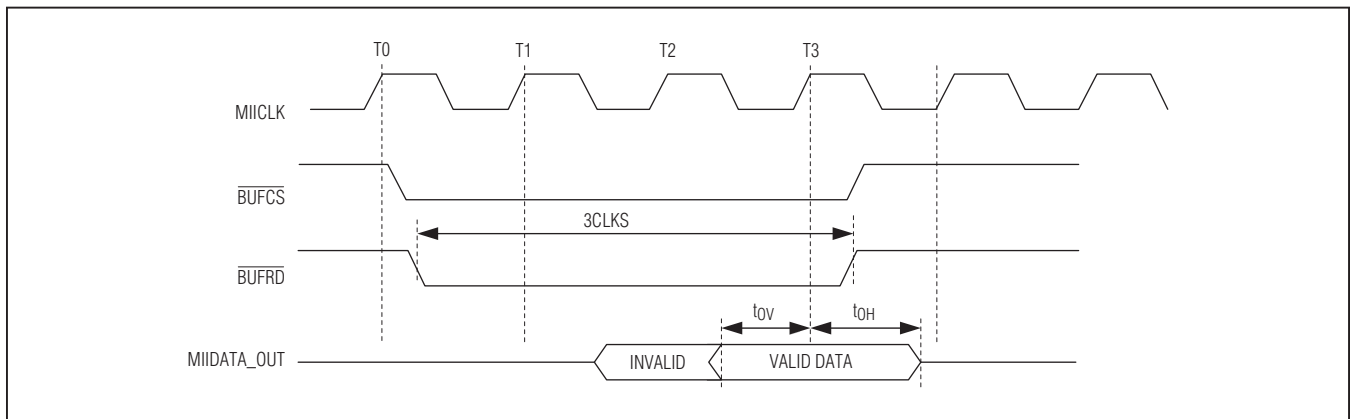 T0 T1 T2 T3
MIICLK
BUFCS
3CLKS
BUFRD
tOV tOH
MIIDATA_OUT INVALID VALID DATA